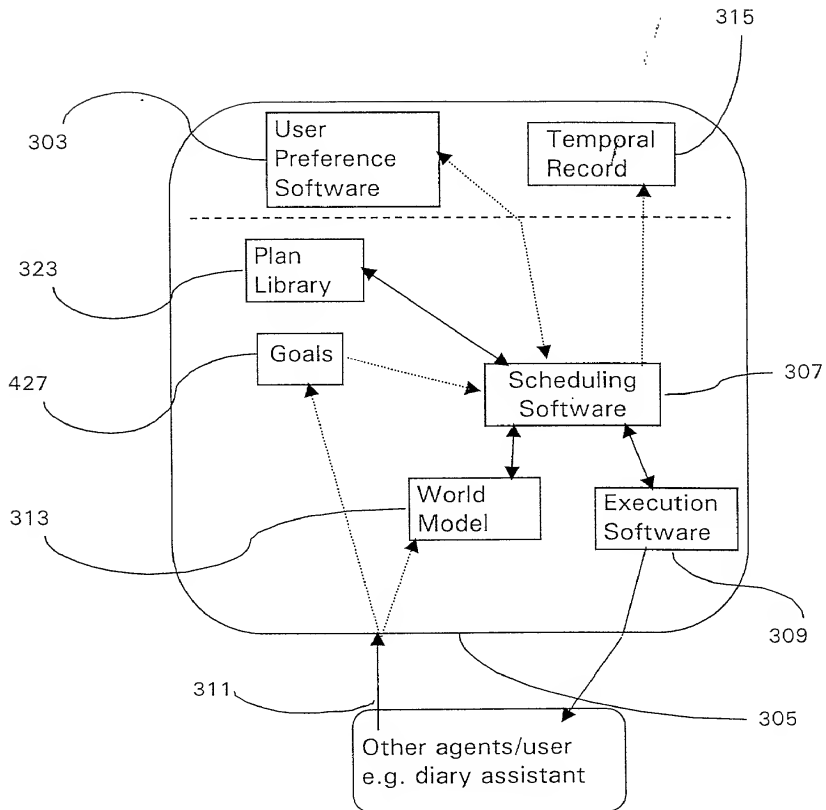 315
303
User
Preference
Software
Temporal
Record
323
Plan
Library
427
Goals
Scheduling
Software
307
313
World
Model
Execution
Software
309
311
305
Other agents/user
e.g. diary assistant